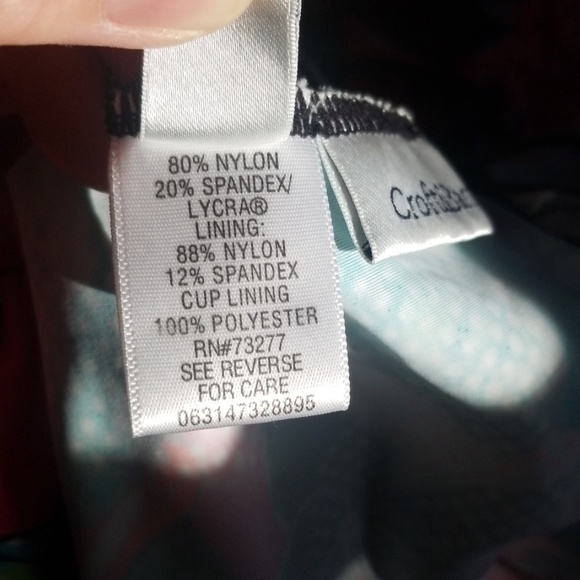 80% NYLON
20% SPANDEX/
LYCRA®
LINING:
88% NYLON
12% SPANDEX
CUP LINING
100% POLYESTER
RN#73277
SEE REVERSE
FOR CARE
063147328895